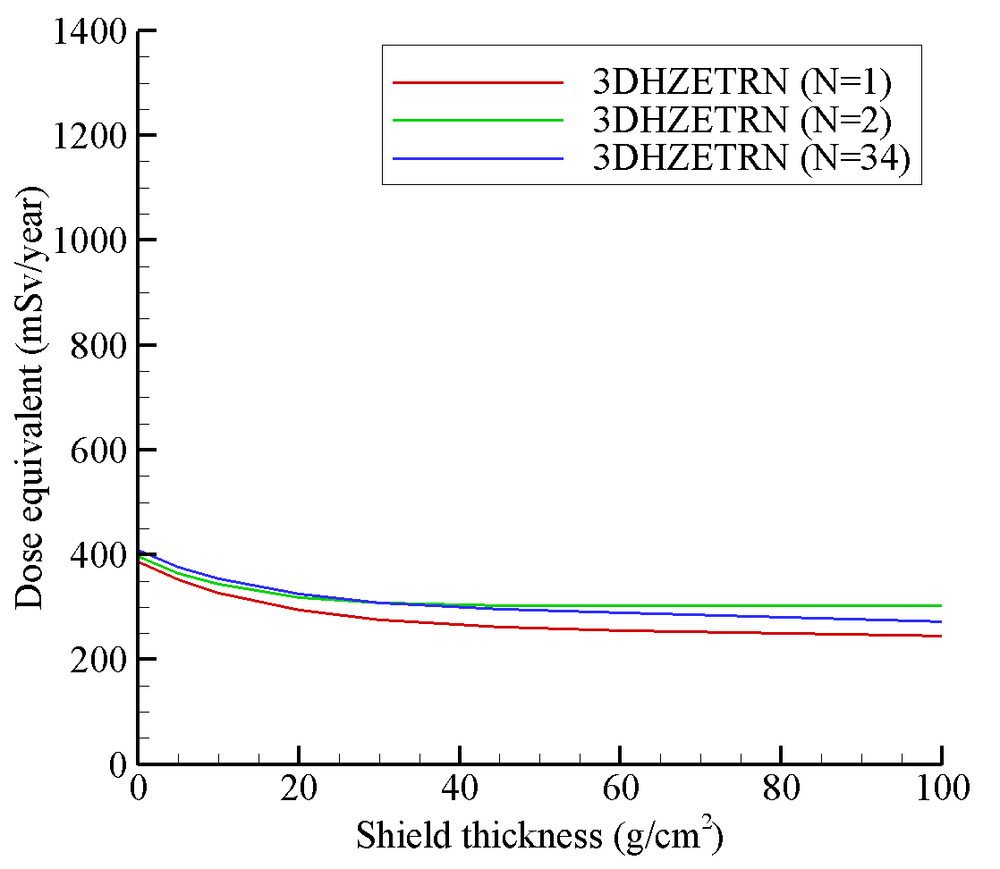 1400
1200
1000
800
600
400
200
0
Dose equivalent (mSv/year)
3DHZETRN (N=1)
3DHZETRN (N=2)
3DHZETRN (N=34)
0 20 40 60 80 100
Shield thickness (g/cm²)